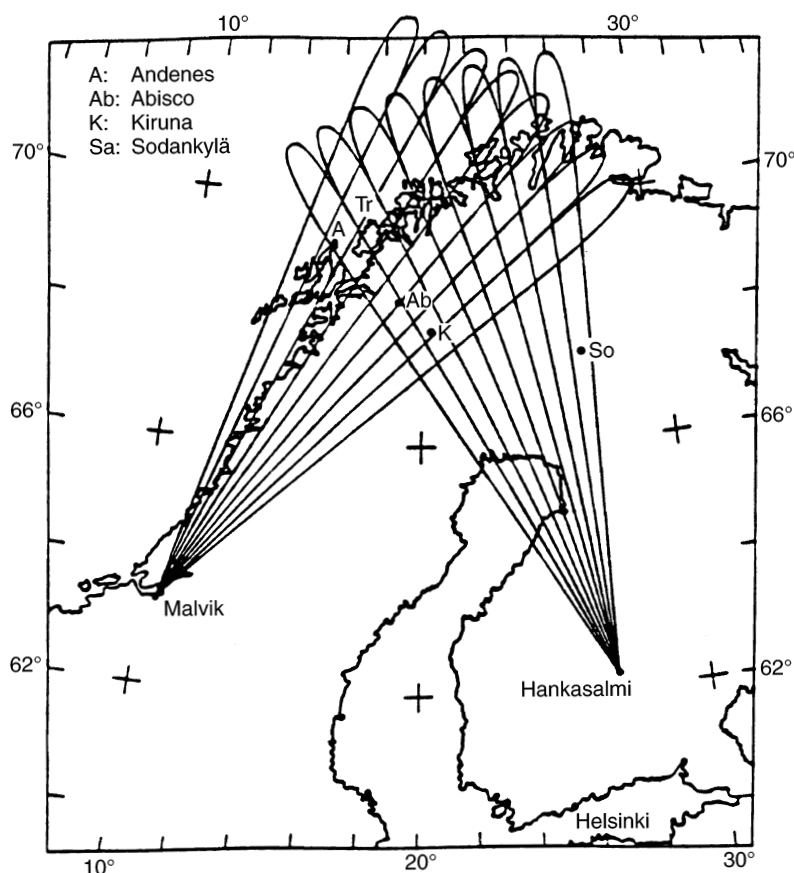 10° 30°
A: Andenes
Ab: Abisco
K: Kiruna
Sa: Sodankylä
70° 70°
Tr
A
Ab
K
So
66° 66°
Malvik
62° 62°
Hankasalmi
Helsinki
10° 20° 30°